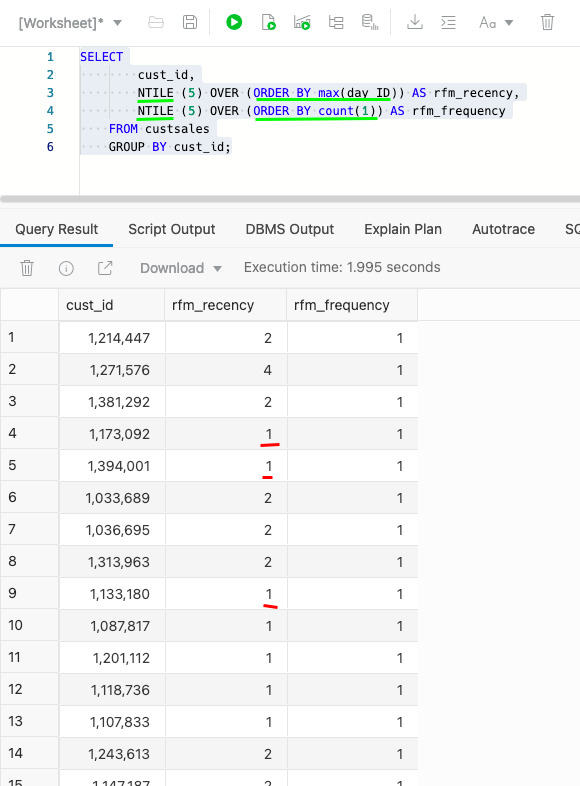 [Worksheet]*
Aa
1 SELECT
2 cust_id,
3 NTILE (5) OVER (ORDER BY max(day_ID)) AS rfm_recency,
4 NTILE (5) OVER (ORDER BY count(1)) AS rfm_frequency
5 FROM custsales
6 GROUP BY cust_id;
Query Result Script Output DBMS Output Explain Plan Autotrace SQ
Download Execution time: 1.995 seconds
cust_id rfm_recency rfm_frequency
1 1,214,447 2 1
2 1,271,576 4 1
3 1,381,292 2 1
4 1,173,092 1 1
5 1,394,001 1 1
6 1,033,689 2 1
7 1,036,695 2 1
8 1,313,963 2 1
9 1,133,180 1 1
10 1,087,817 1 1
11 1,201,112 1 1
12 1,118,736 1 1
13 1,107,833 1 1
14 1,243,613 2 1
15 1,147,187 2 1